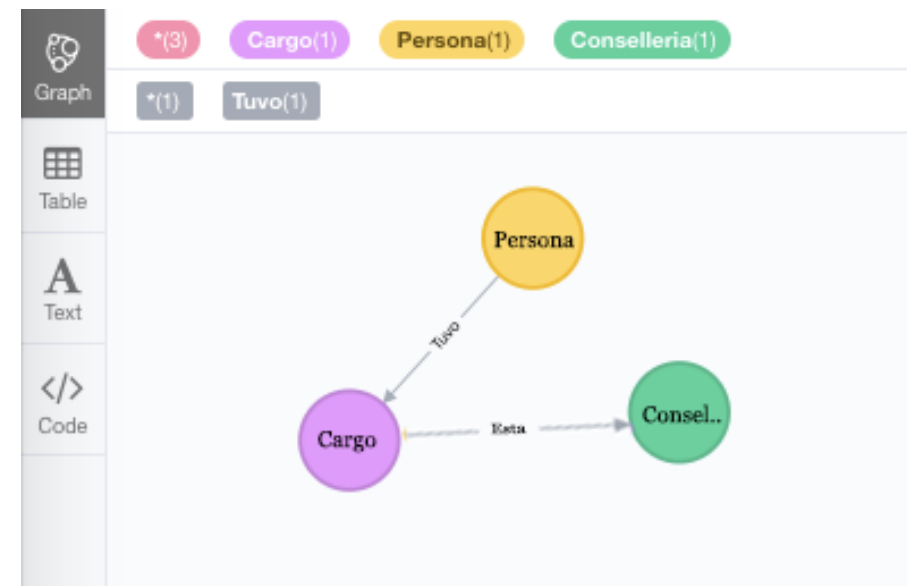 *(3) Cargo(1) Persona(1) Conselleria(1)
*(1) Tuvo(1)
Graph
Table
A
Text
</>
Code
Persona
Tuvo
Cargo
Esta
Consel..